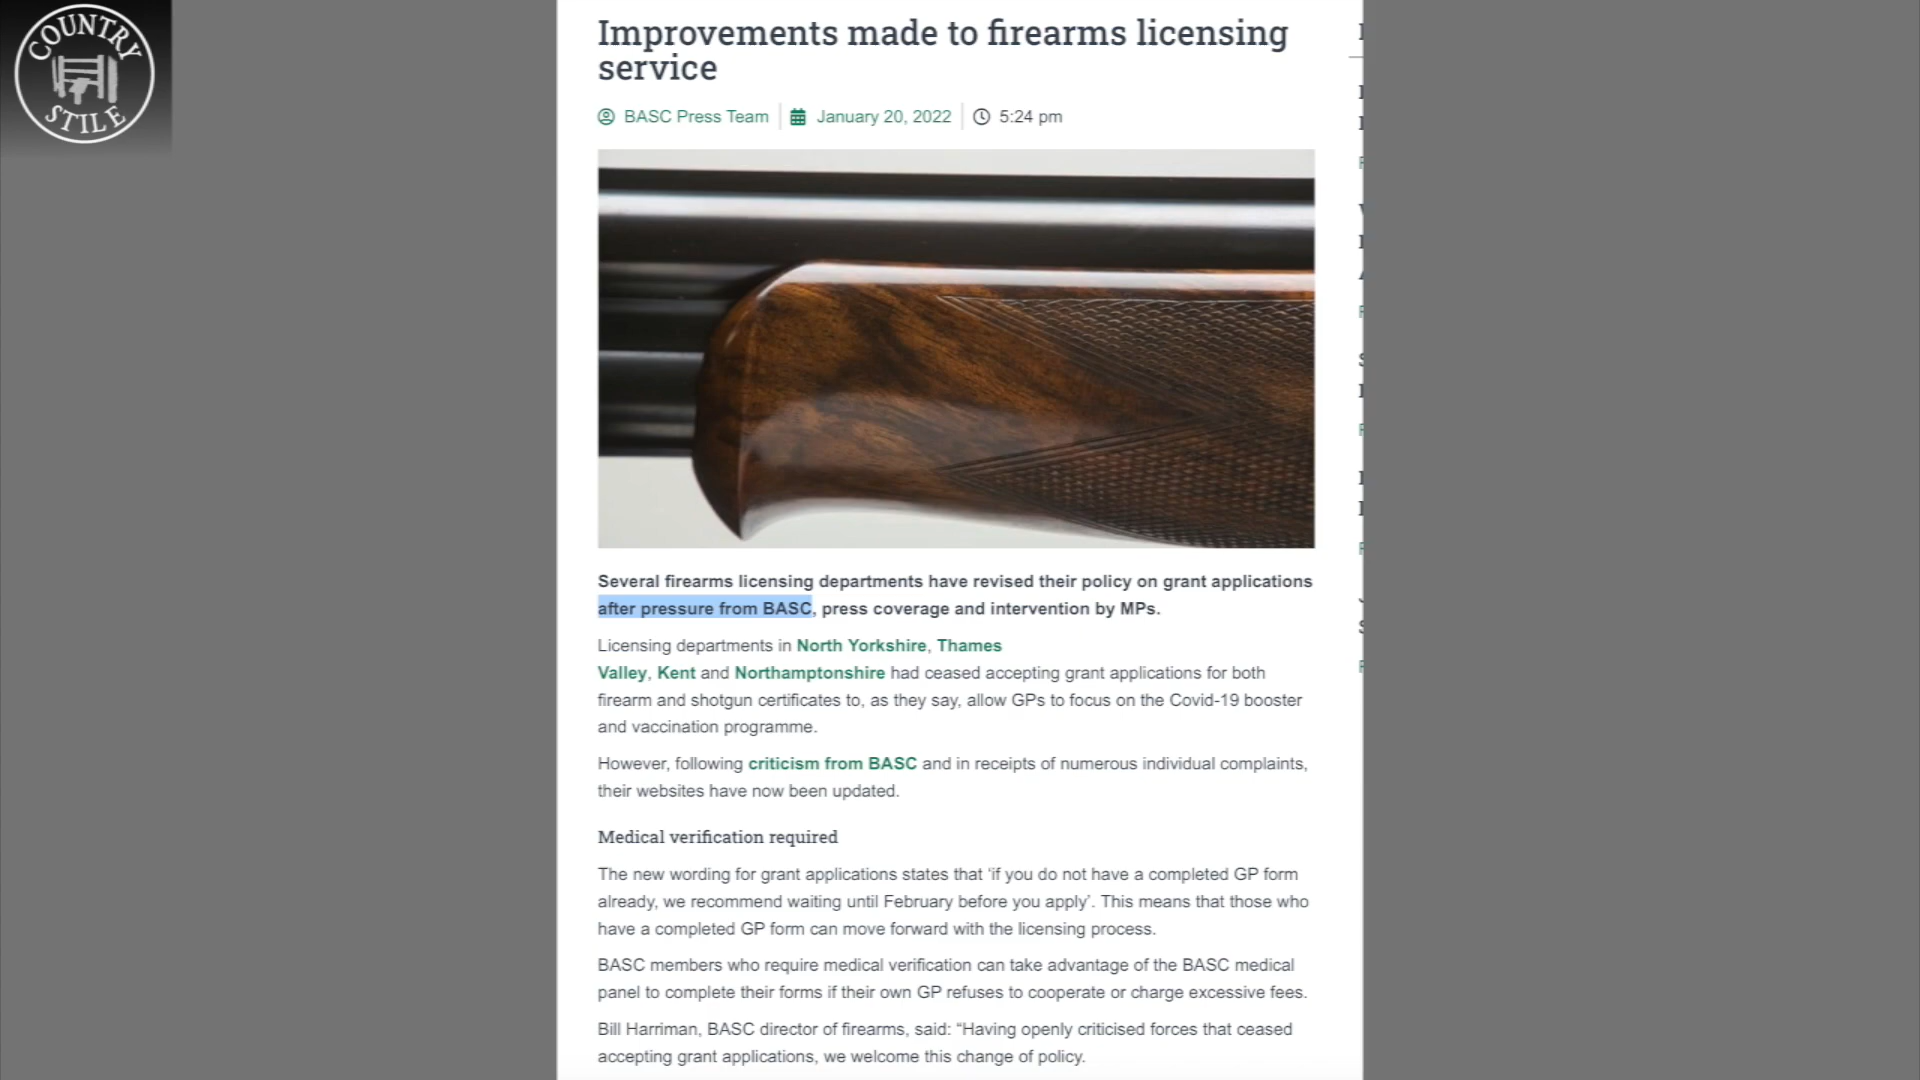 COUNTRY
STILE
Improvements made to firearms licensing
service
BASC Press Team January 20, 2022 5:24 pm
Several firearms licensing departments have revised their policy on grant applications
after pressure from BASC, press coverage and intervention by MPs.
Licensing departments in North Yorkshire, Thames
Valley, Kent and Northamptonshire had ceased accepting grant applications for both
firearm and shotgun certificates to, as they say, allow GPs to focus on the Covid-19 booster
and vaccination programme.
However, following criticism from BASC and in receipts of numerous individual complaints,
their websites have now been updated.
Medical verification required
The new wording for grant applications states that ‘if you do not have a completed GP form
already, we recommend waiting until February before you apply’. This means that those who
have a completed GP form can move forward with the licensing process.
BASC members who require medical verification can take advantage of the BASC medical
panel to complete their forms if their own GP refuses to cooperate or charge excessive fees.
Bill Harriman, BASC director of firearms, said: “Having openly criticised forces that ceased
accepting grant applications, we welcome this change of policy.